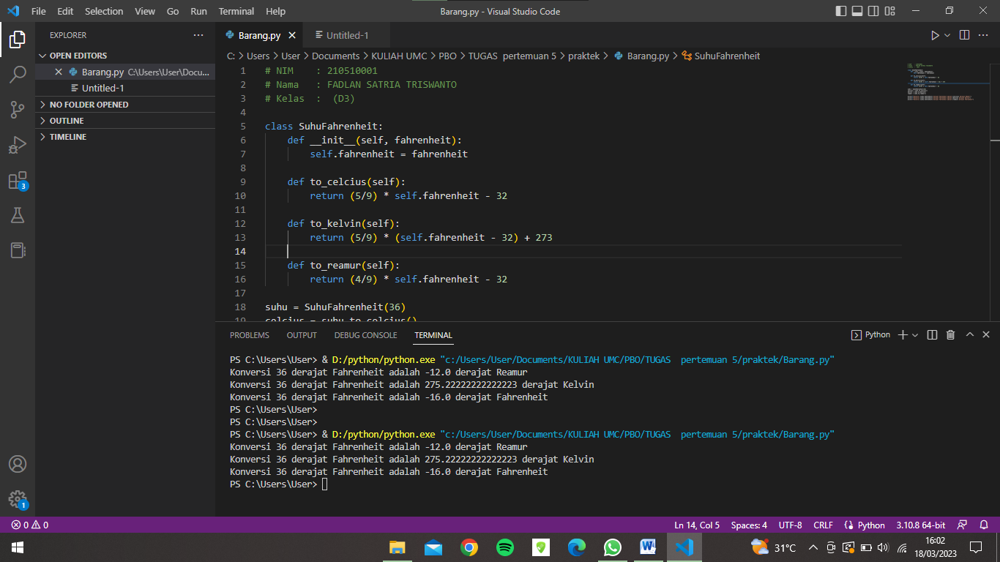 File Edit Selection View Go Run Terminal Help
Barang.py - Visual Studio Code
EXPLORER
OPEN EDITORS
Barang.py C:\Users\User\Docu...
Untitled-1
NO FOLDER OPENED
OUTLINE
TIMELINE
3
1
Barang.py
Untitled-1
C: > Users > User > Documents > KULIAH UMC > PBO > TUGAS  pertemuan 5 > praktek > Barang.py > SuhuFahrenheit
1 # NIM    : 210510001
2 # Nama   : FADLAN SATRIA TRISWANTO
3 # Kelas  :  (D3)
4
5 class SuhuFahrenheit:
6     def __init__(self, fahrenheit):
7         self.fahrenheit = fahrenheit
8
9     def to_celcius(self):
10         return (5/9) * self.fahrenheit - 32
11
12     def to_kelvin(self):
13         return (5/9) * (self.fahrenheit - 32) + 273
14
15     def to_reamur(self):
16         return (4/9) * self.fahrenheit - 32
17
18 suhu = SuhuFahrenheit(36)
19 celcius = suhu.to_celcius()
PROBLEMS OUTPUT DEBUG CONSOLE TERMINAL
Python
PS C:\Users\User> & D:/python/python.exe "c:/Users/User/Documents/KULIAH UMC/PBO/TUGAS  pertemuan 5/praktek/Barang.py"
Konversi 36 derajat Fahrenheit adalah -12.0 derajat Reamur
Konversi 36 derajat Fahrenheit adalah 275.22222222222223 derajat Kelvin
Konversi 36 derajat Fahrenheit adalah -16.0 derajat Fahrenheit
PS C:\Users\User>
PS C:\Users\User>
PS C:\Users\User> & D:/python/python.exe "c:/Users/User/Documents/KULIAH UMC/PBO/TUGAS  pertemuan 5/praktek/Barang.py"
Konversi 36 derajat Fahrenheit adalah -12.0 derajat Reamur
Konversi 36 derajat Fahrenheit adalah 275.22222222222223 derajat Kelvin
Konversi 36 derajat Fahrenheit adalah -16.0 derajat Fahrenheit
PS C:\Users\User>
0 0
Ln 14, Col 5 Spaces: 4 UTF-8 CRLF Python 3.10.8 64-bit
31°C
16:02
18/03/2023